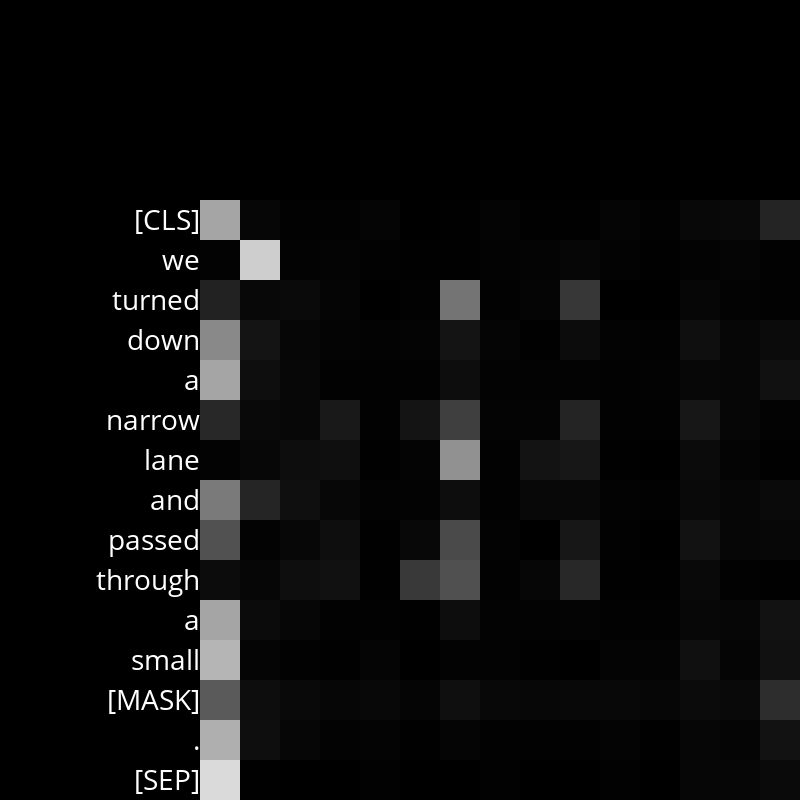 [CLS]
we
turned
down
a
narrow
lane
and
passed
through
a
small
[MASK]
.
[SEP]